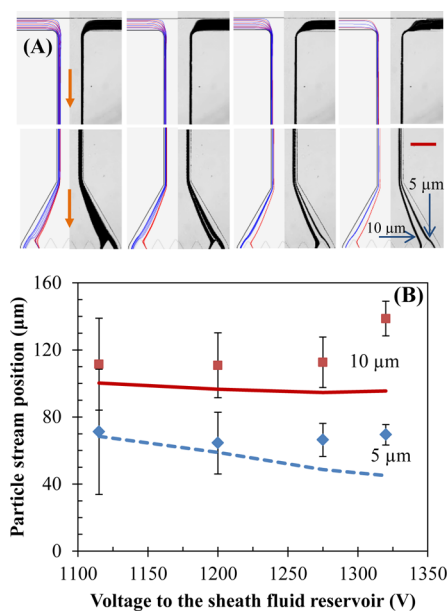 (A)
5 µm
10 µm
(B)
160
120
80
40
0
10 µm
5 µm
Particle stream position (µm)
1100 1150 1200 1250 1300 1350
Voltage to the sheath fluid reservoir (V)